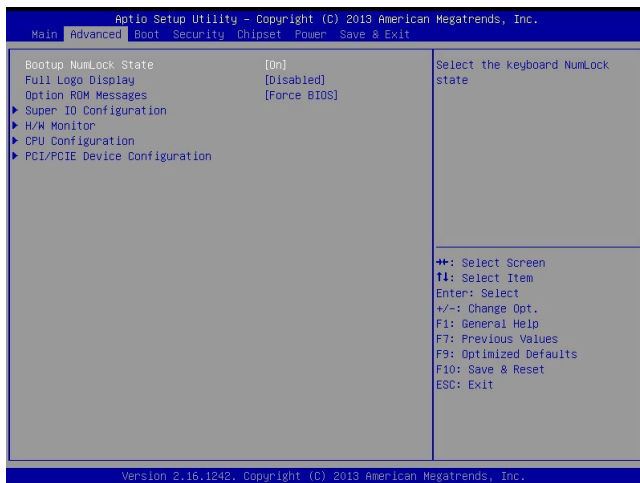 Aptio Setup Utility – Copyright (C) 2013 American Megatrends, Inc.
Main Advanced Boot Security Chipset Power Save & Exit
Bootup NumLock State [On]
Full Logo Display [Disabled]
Option ROM Messages [Force BIOS]
▶ Super IO Configuration
▶ H/W Monitor
▶ CPU Configuration
▶ PCI/PCIE Device Configuration
Select the keyboard NumLock
state
→←: Select Screen
↑↓: Select Item
Enter: Select
+/-: Change Opt.
F1: General Help
F7: Previous Values
F9: Optimized Defaults
F10: Save & Reset
ESC: Exit
Version 2.16.1242. Copyright (C) 2013 American Megatrends, Inc.